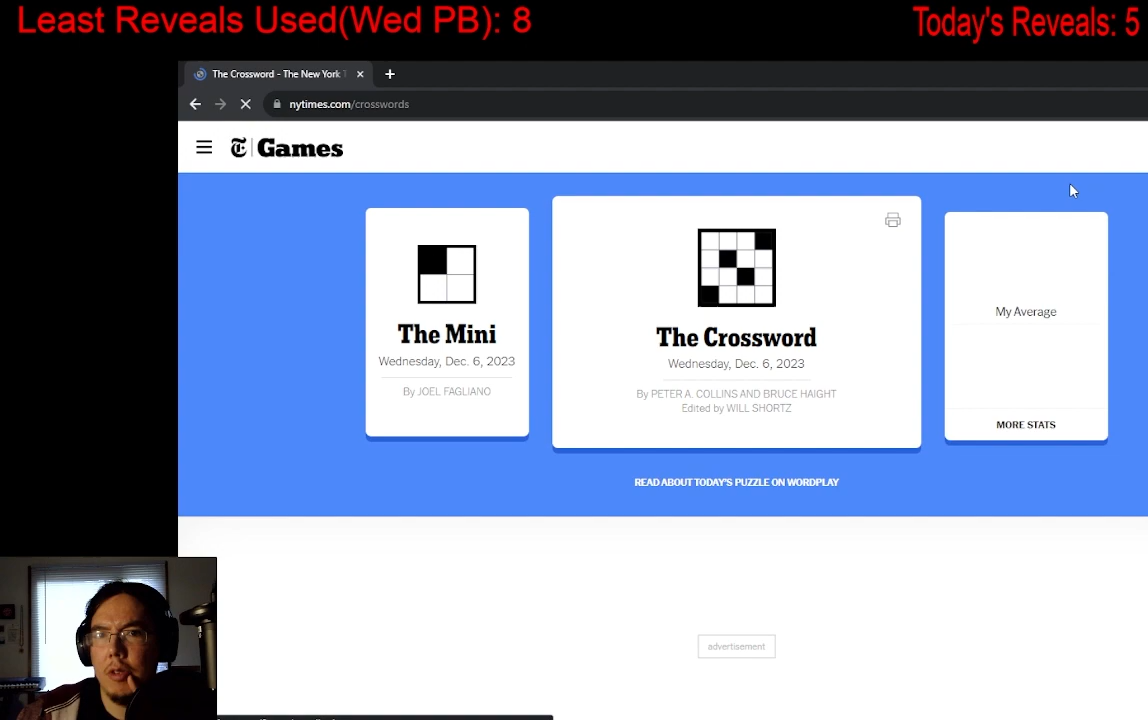 Least Reveals Used(Wed PB): 8
Today's Reveals: 5
The Crossword - The New York T
nytimes.com/crosswords
Games
The Mini
Wednesday, Dec. 6, 2023
By JOEL FAGLIANO
The Crossword
Wednesday, Dec. 6, 2023
By PETER A. COLLINS AND BRUCE HAIGHT
Edited by WILL SHORTZ
My Average
MORE STATS
READ ABOUT TODAY'S PUZZLE ON WORDPLAY
advertisement